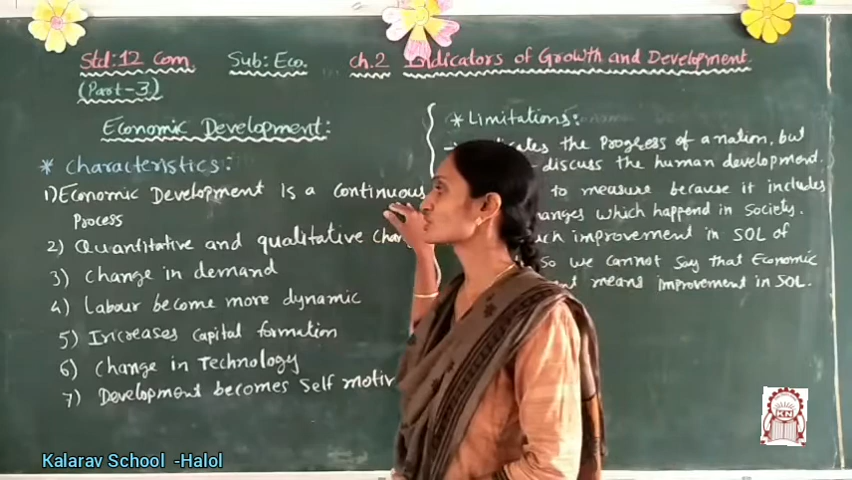 Std:12 Com. Sub: Eco. ch.2 Indicators of Growth and Development
(Part-3)
Economic Development:
* Characteristics:
1) Economic Development is a continuous
Process
2) Quantitative and qualitative
3) Change in demand
4) Labour become more dynamic
5) Increases capital formation
6) Change in Technology
7) Development becomes Self
* Limitations:
the Progress of a nation, but
discuss the human development.
to measure because it includes
which happend in Society.
improvement in SOL of
So we cannot say that Economic
means improvement in SOL.
KN
Kalarav School -Halol